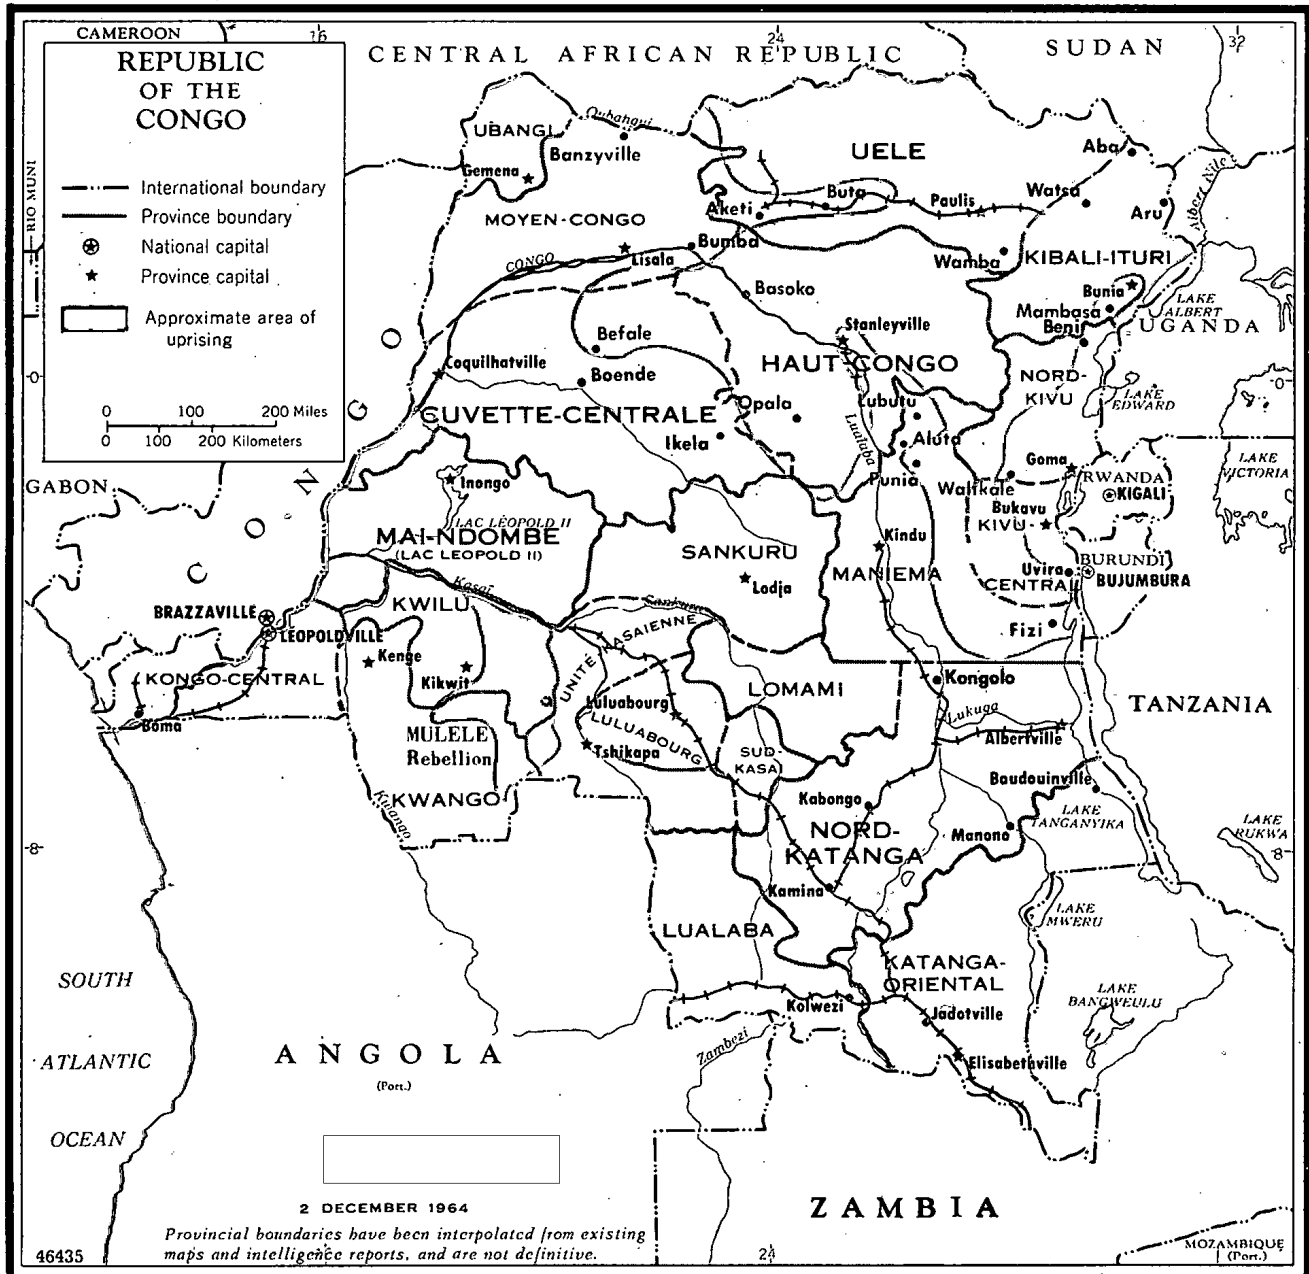 CAMEROON
16
24
32
CENTRAL AFRICAN REPUBLIC
SUDAN
REPUBLIC
OF THE
CONGO
International boundary
Province boundary
National capital
Province capital
Approximate area of
uprising
0 100 200 Miles
0 100 200 Kilometers
RIO MUNI
UBANGI
Oubangui
Banzyville
Gemena
UELE
Aba
Albert Nile
MOYEN-CONGO
Aketi
Buta
Paulis
Watsa
Aru
CONGO
Lisala
Bumba
Wamba
KIBALI-ITURI
Basoko
Bunia
LAKE
ALBERT
Mambasa
Beni
UGANDA
Befale
Stanleyville
Coquilhatville
Boende
HAUT-CONGO
NORD-
KIVU
LAKE
EDWARD
0
0
CUVETTE-CENTRALE
Opala
Lubutu
Ikela
Lualaba
Aluta
Punia
Walikale
Goma
RWANDA
KIGALI
LAKE
VICTORIA
GABON
CONGO
Inongo
LAC LÉOPOLD II
MAI-NDOMBE
(LAC LEOPOLD II)
SANKURU
Lodja
Kindu
MANIEMA
Bukavu
KIVU-
CENTRAL
Uvira
BURUNDI
BUJUMBURA
Fizi
Kasai
KWILU
Sankuru
BRAZZAVILLE
LEOPOLDVILLE
Kenge
Kikwit
UNITÉ KASAIENNE
KONGO-CENTRAL
Boma
LOMAMI
Kongolo
TANZANIA
Luluabourg
LULUABOURG
Lukuga
Albertville
MULELE
Rebellion
Tshikapa
SUD-
KASAI
Baudouinville
KWANGO
Kwango
Kabongo
NORD-
KATANGA
Manono
LAKE
TANGANYIKA
LAKE
RUKWA
8
8
Kamina
LUALABA
LAKE
MWERU
KATANGA-
ORIENTAL
Kolwezi
Jadotville
LAKE
BANGWEULU
Elisabethville
Zambezi
SOUTH
ATLANTIC
OCEAN
ANGOLA
(Port.)
ZAMBIA
2 DECEMBER 1964
Provincial boundaries have been interpolated from existing
maps and intelligence reports, and are not definitive.
46435
24
MOZAMBIQUE
(Port.)